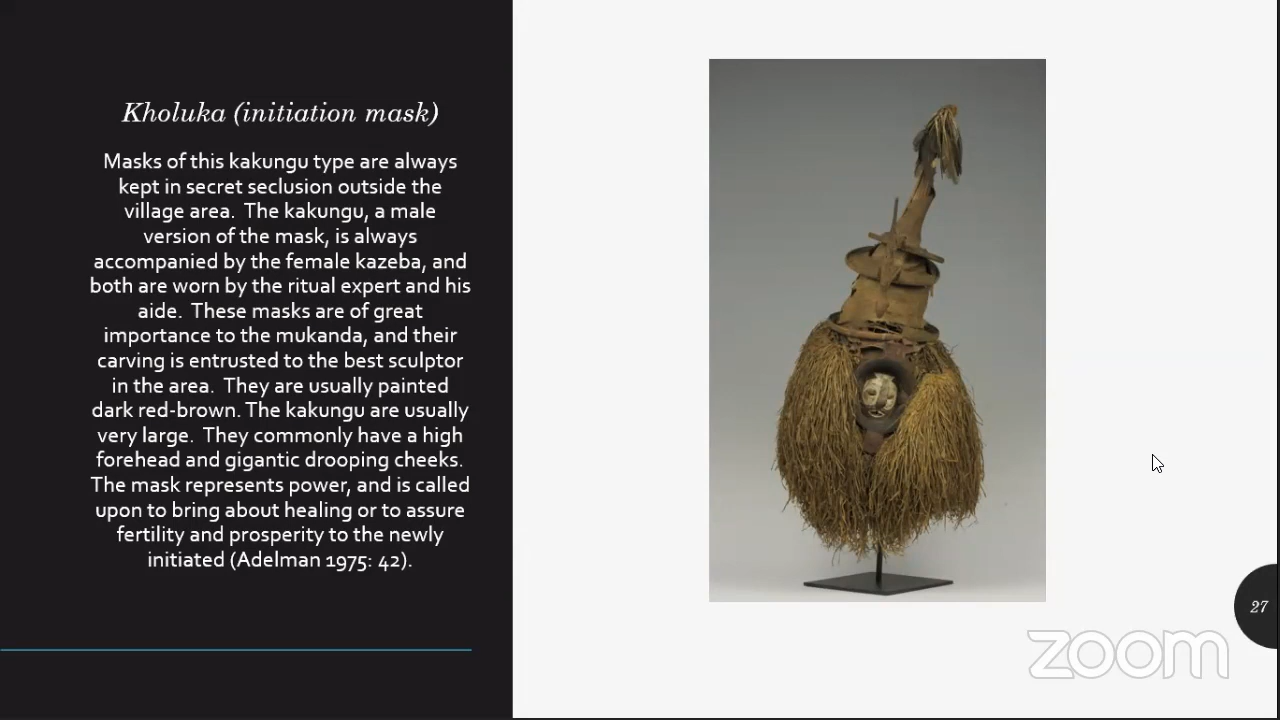 Kholuka (initiation mask)
Masks of this kakungu type are always
kept in secret seclusion outside the
village area.  The kakungu, a male
version of the mask, is always
accompanied by the female kazeba, and
both are worn by the ritual expert and his
aide.  These masks are of great
importance to the mukanda, and their
carving is entrusted to the best sculptor
in the area.  They are usually painted
dark red-brown. The kakungu are usually
very large.  They commonly have a high
forehead and gigantic drooping cheeks.
The mask represents power, and is called
upon to bring about healing or to assure
fertility and prosperity to the newly
initiated (Adelman 1975: 42).
27
zoom